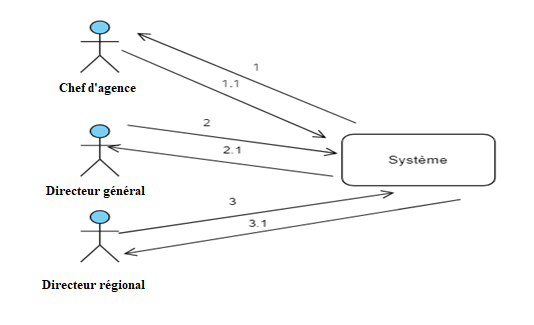 1
1.1
Chef d'agence
2
2.1
Système
Directeur général
3
3.1
Directeur régional